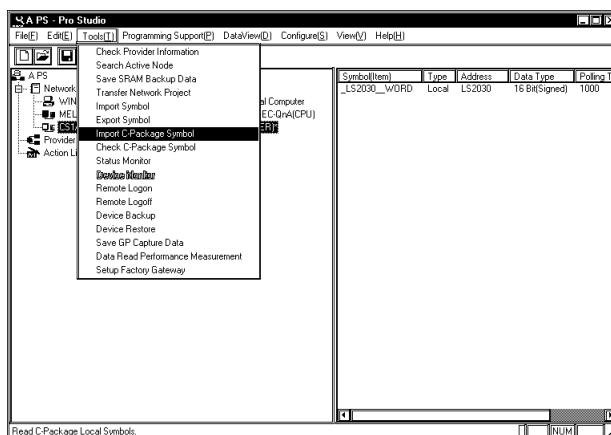 A PS - Pro Studio
File(F) Edit(E) Tools(T) Programming Support(P) DataView(D) Configure(S) View(V) Help(H)
Check Provider Information
Search Active Node
Save SRAM Backup Data
Transfer Network Project
Import Symbol
Export Symbol
Import C-Package Symbol
Check C-Package Symbol
Status Monitor
Device Monitor
Remote Logon
Remote Logoff
Device Backup
Device Restore
Save GP Capture Data
Data Read Performance Measurement
Setup Factory Gateway
A PS
Network
WIN
al Computer
MEL
EC-QnA(CPU)
CS1
Provider
Action Li
Symbol(Item) Type Address Data Type Polling T
_LS2030__WORD Local LS2030 16 Bit(Signed) 1000
Read C-Package Local Symbols.
NUM